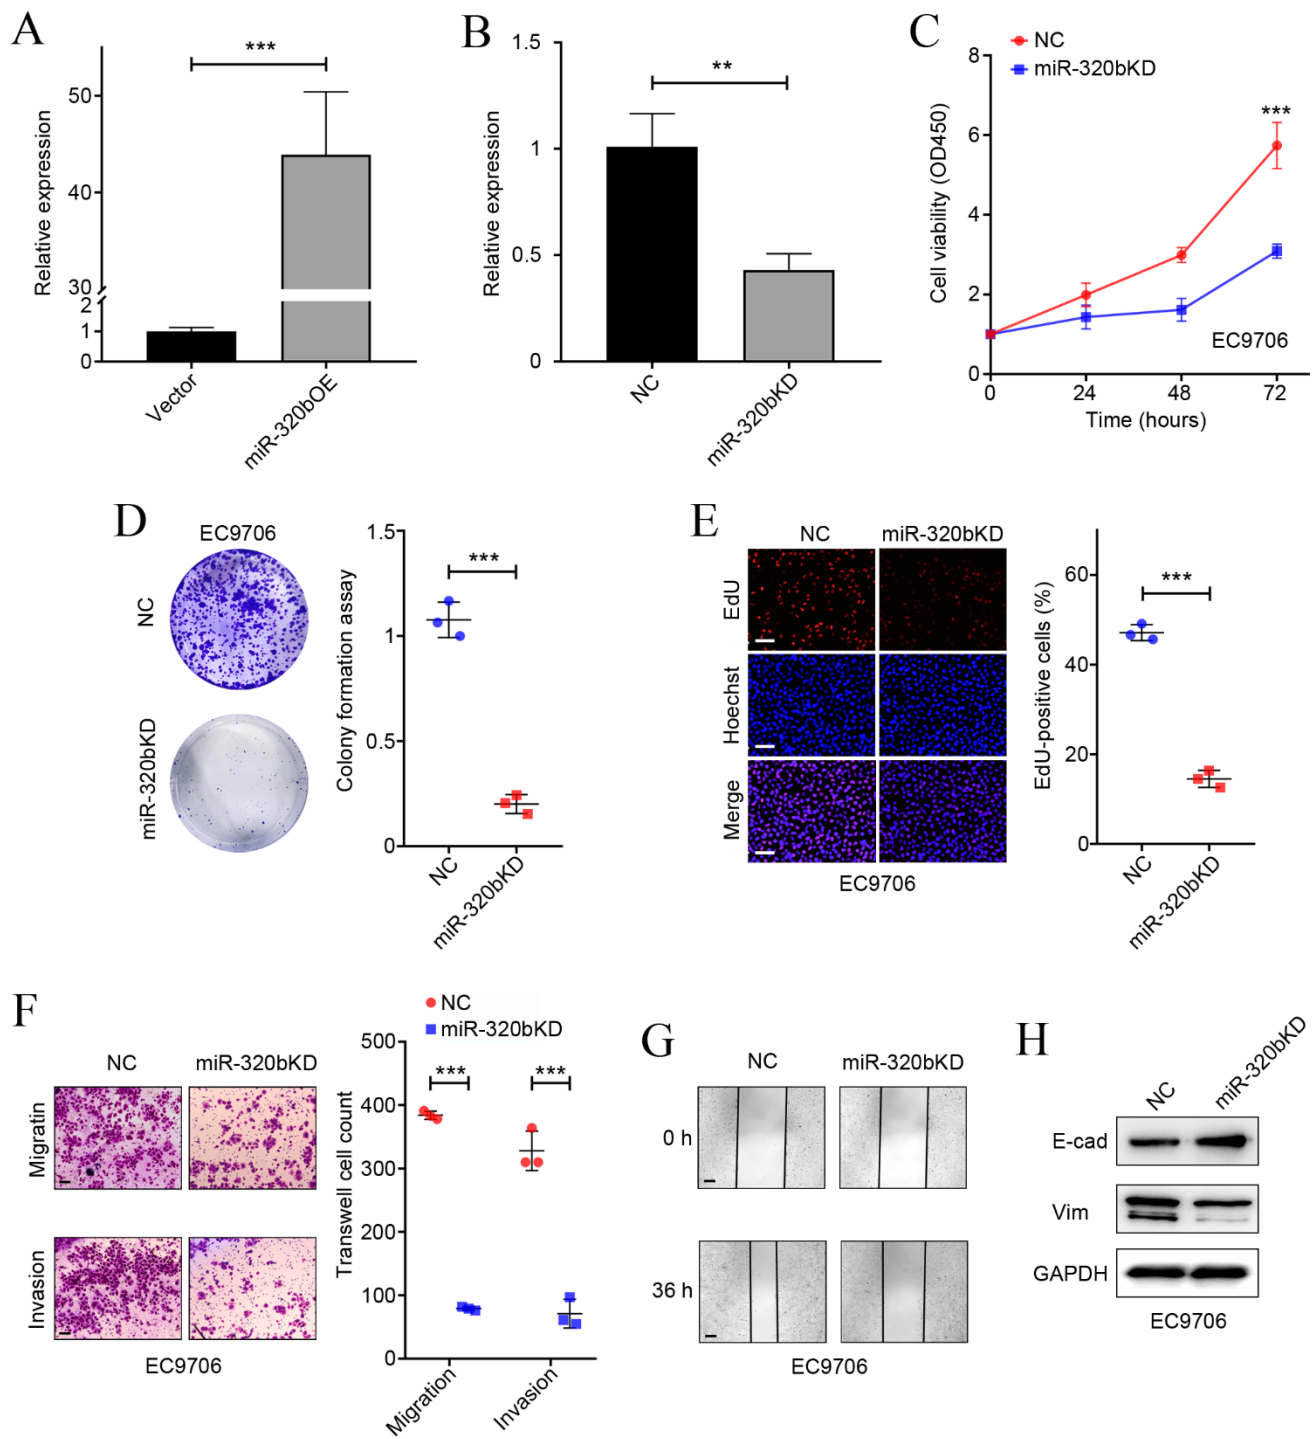 A
***
Relative expression
50
40
30
2
1
0
Vector
miR-320bOE
B
**
Relative expression
1.5
1
0.5
0
NC
miR-320bKD
C
NC
miR-320bKD
***
Cell viability (OD450)
8
6
4
2
0
EC9706
0
24
48
72
Time (hours)
D
EC9706
NC
miR-320bKD
***
Colony formation assay
1.5
1
0.5
0
NC
miR-320bKD
E
NC
miR-320bKD
EdU
Hoechst
Merge
EC9706
***
EdU-positive cells (%)
60
40
20
0
NC
miR-320bKD
F
NC
miR-320bKD
Migratin
Invasion
EC9706
NC
miR-320bKD
***
***
Transwell cell count
500
400
300
200
100
0
Migration
Invasion
G
NC
miR-320bKD
0 h
36 h
EC9706
H
NC
miR-320bKD
E-cad
Vim
GAPDH
EC9706